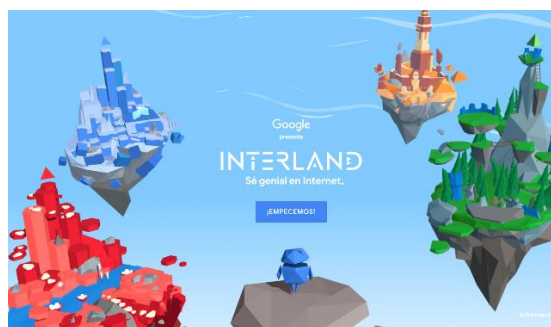 Google
presenta
INTERLAND
Sé genial en Internet.
¡EMPECEMOS!